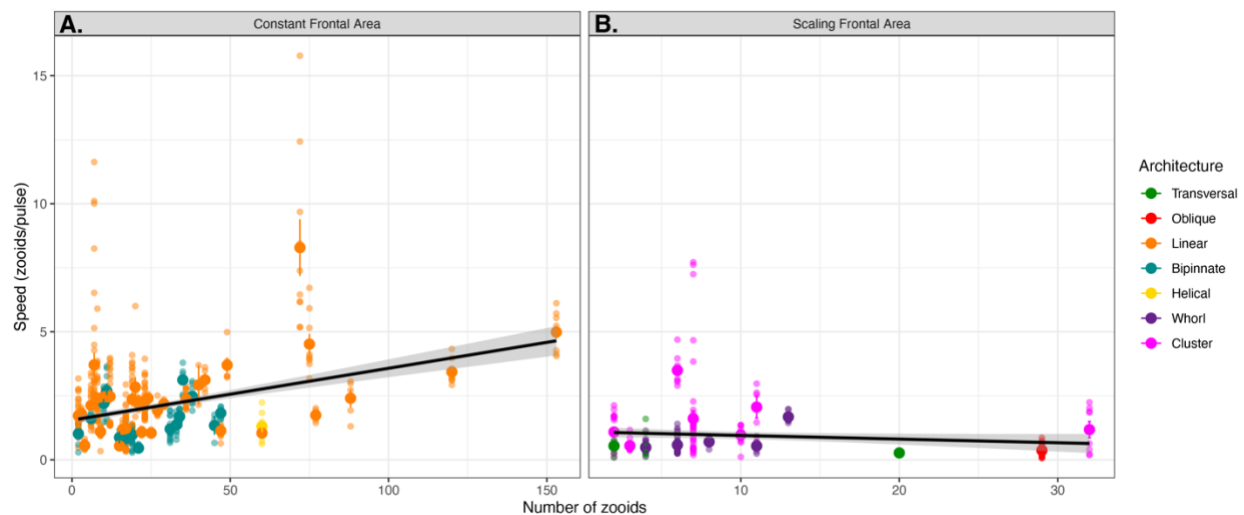 A. Constant Frontal Area
B. Scaling Frontal Area
Speed (zooids/pulse)
15
10
5
0
0 50 100 150
10 20 30
Number of zooids
Architecture
Transversal
Oblique
Linear
Bipinnate
Helical
Whorl
Cluster